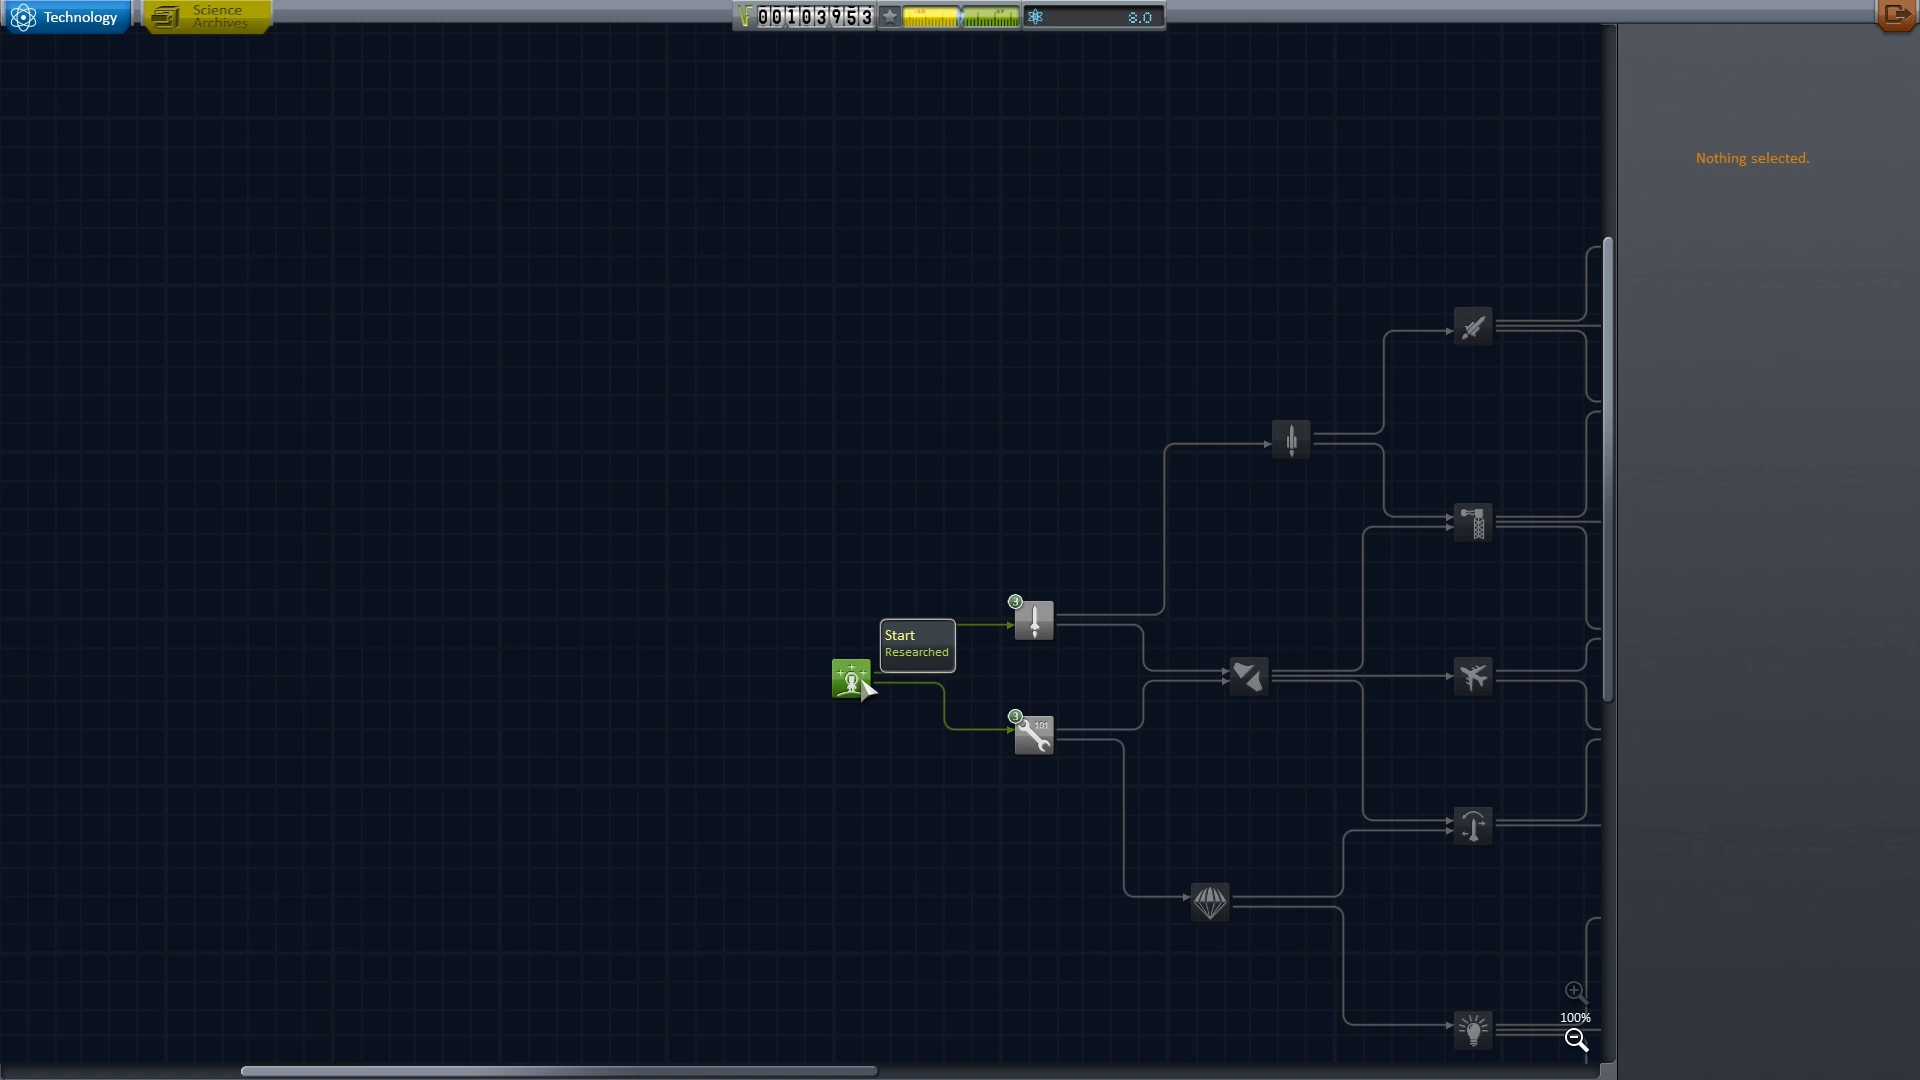 Technology
Science
Archives
00103953
8.0
Nothing selected.
3
Start
Researched
3
101
100%